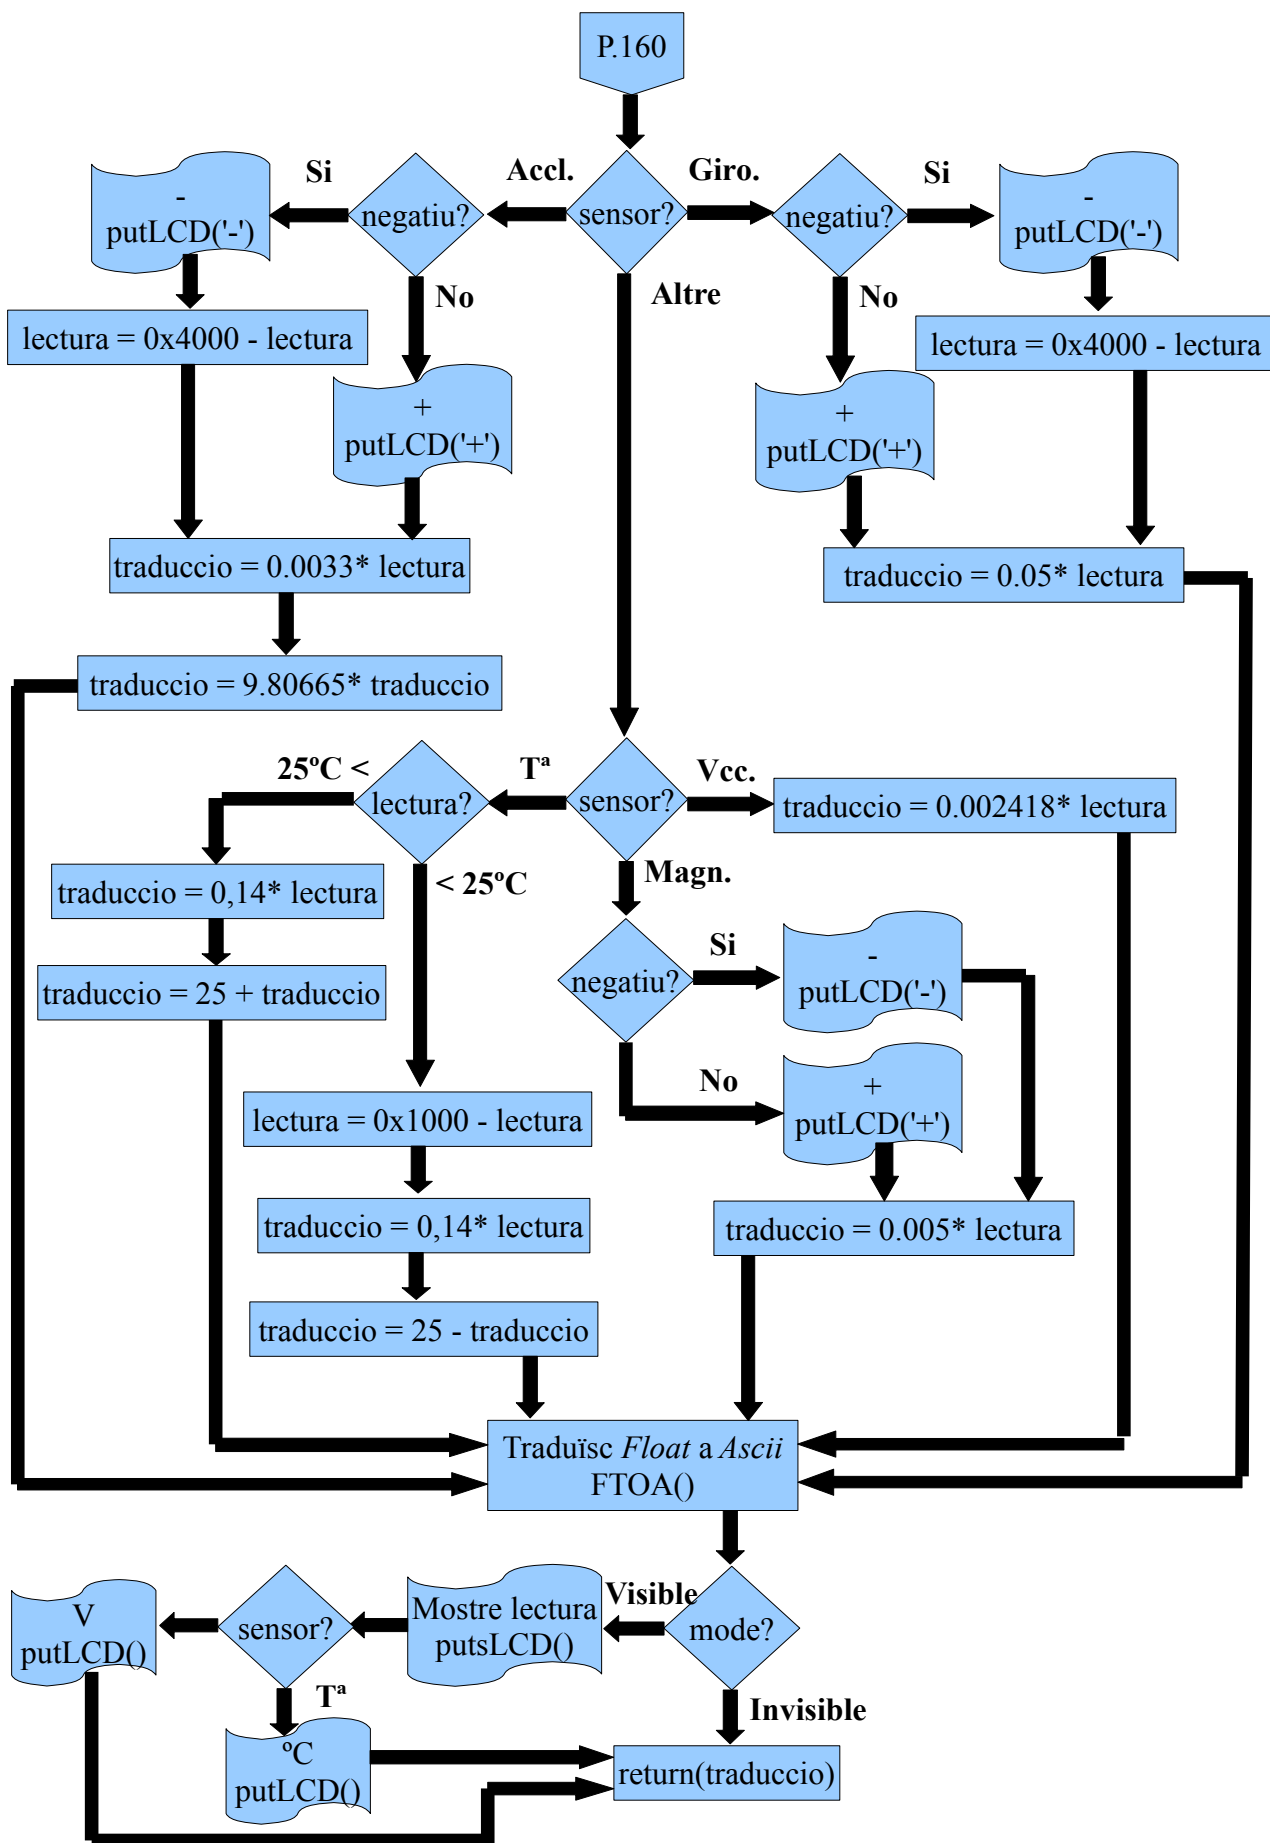 P.160
Si
Accl.
Giro.
Si
-
putLCD('-')
negatiu?
sensor?
negatiu?
-
putLCD('-')
No
Altre
No
lectura = 0x4000 - lectura
lectura = 0x4000 - lectura
+
putLCD('+')
+
putLCD('+')
traduccio = 0.0033* lectura
traduccio = 0.05* lectura
traduccio = 9.80665* traduccio
25ºC <
Tª
Vcc.
lectura?
sensor?
traduccio = 0.002418* lectura
traduccio = 0,14* lectura
< 25ºC
Magn.
traduccio = 25 + traduccio
negatiu?
Si
-
putLCD('-')
No
+
putLCD('+')
lectura = 0x1000 - lectura
traduccio = 0,14* lectura
traduccio = 0.005* lectura
traduccio = 25 - traduccio
Traduïsc Float a Ascii
FTOA()
V
putLCD()
sensor?
Mostre lectura
putsLCD()
Visible
mode?
Tª
Invisible
ºC
putLCD()
return(traduccio)